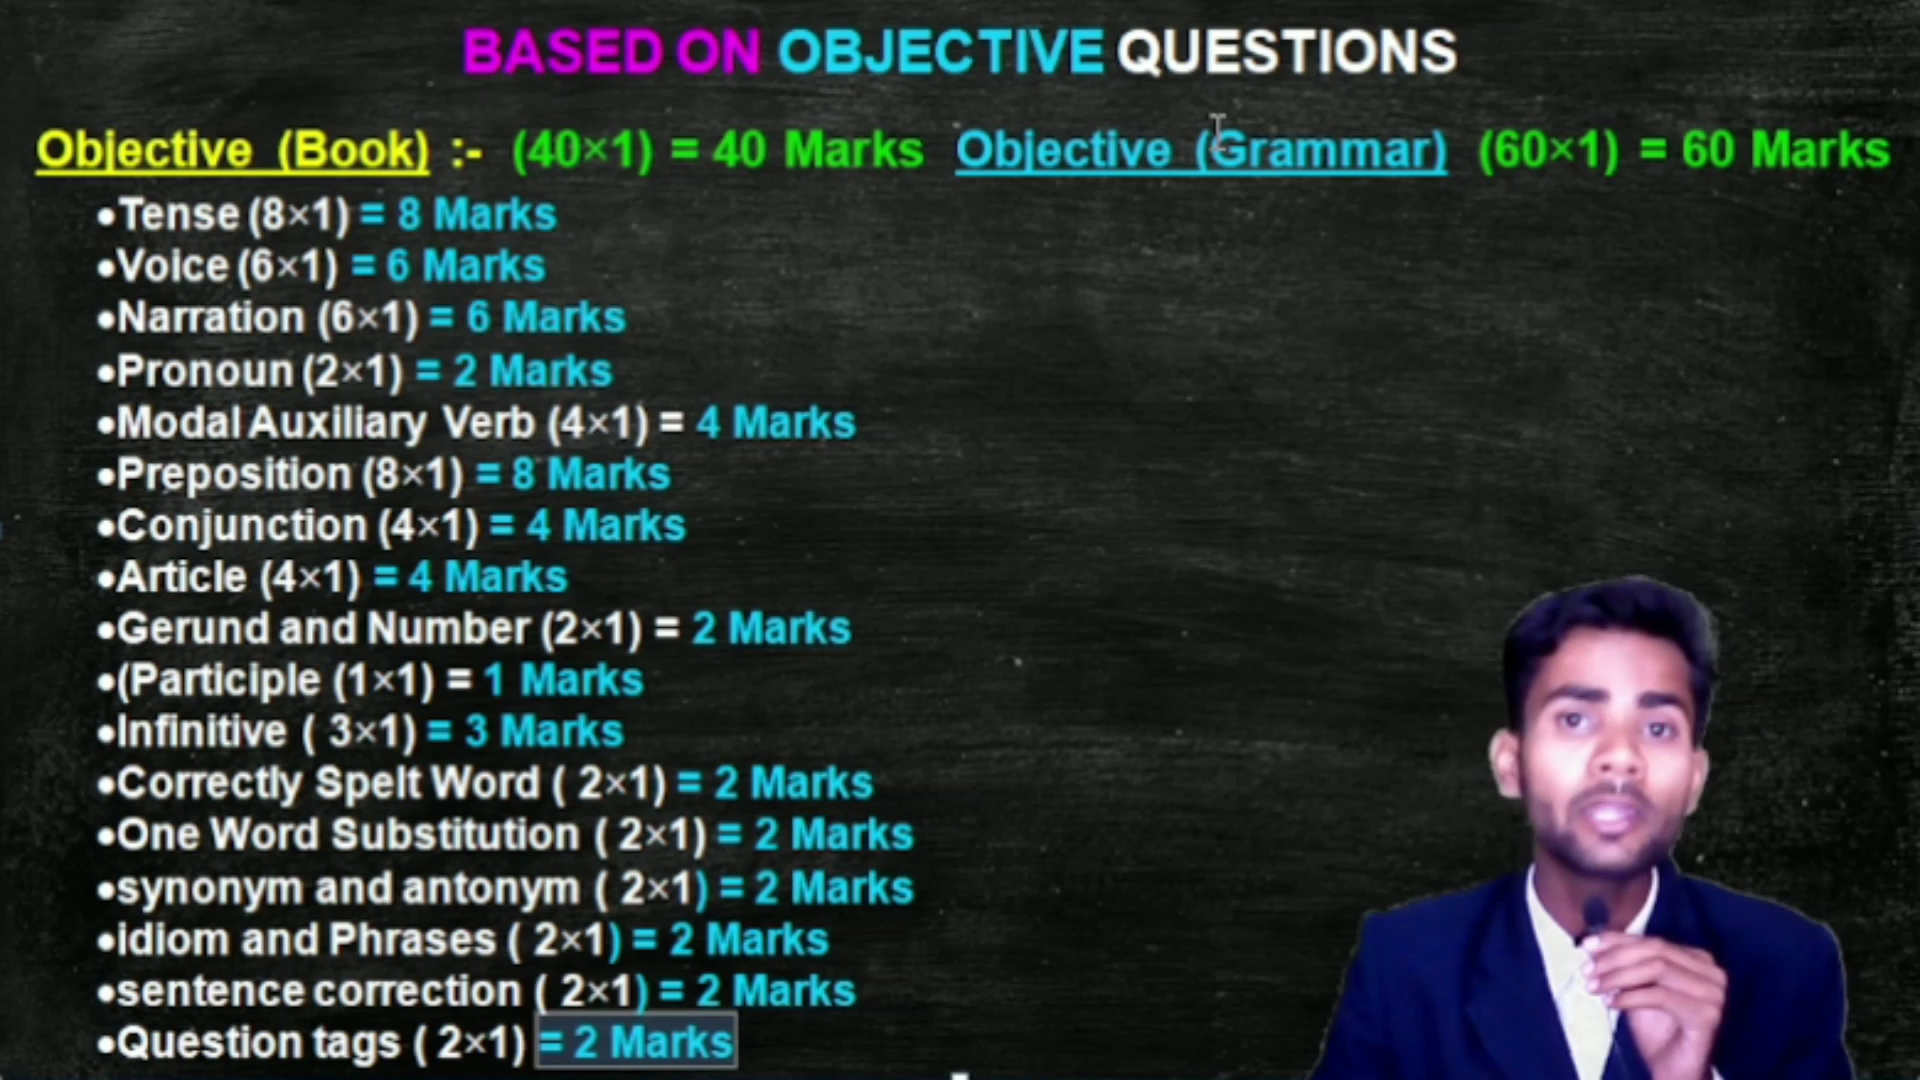 BASED ON OBJECTIVE QUESTIONS
Objective (Book) :- (40×1) = 40 Marks Objective (Grammar) (60×1) = 60 Marks
•Tense (8×1) = 8 Marks
•Voice (6×1) = 6 Marks
•Narration (6×1) = 6 Marks
•Pronoun (2×1) = 2 Marks
•Modal Auxiliary Verb (4×1) = 4 Marks
•Preposition (8×1) = 8 Marks
•Conjunction (4×1) = 4 Marks
•Article (4×1) = 4 Marks
•Gerund and Number (2×1) = 2 Marks
•(Participle (1×1) = 1 Marks
•Infinitive ( 3×1) = 3 Marks
•Correctly Spelt Word ( 2×1) = 2 Marks
•One Word Substitution ( 2×1) = 2 Marks
•synonym and antonym ( 2×1) = 2 Marks
•idiom and Phrases ( 2×1) = 2 Marks
•sentence correction ( 2×1) = 2 Marks
•Question tags ( 2×1) = 2 Marks